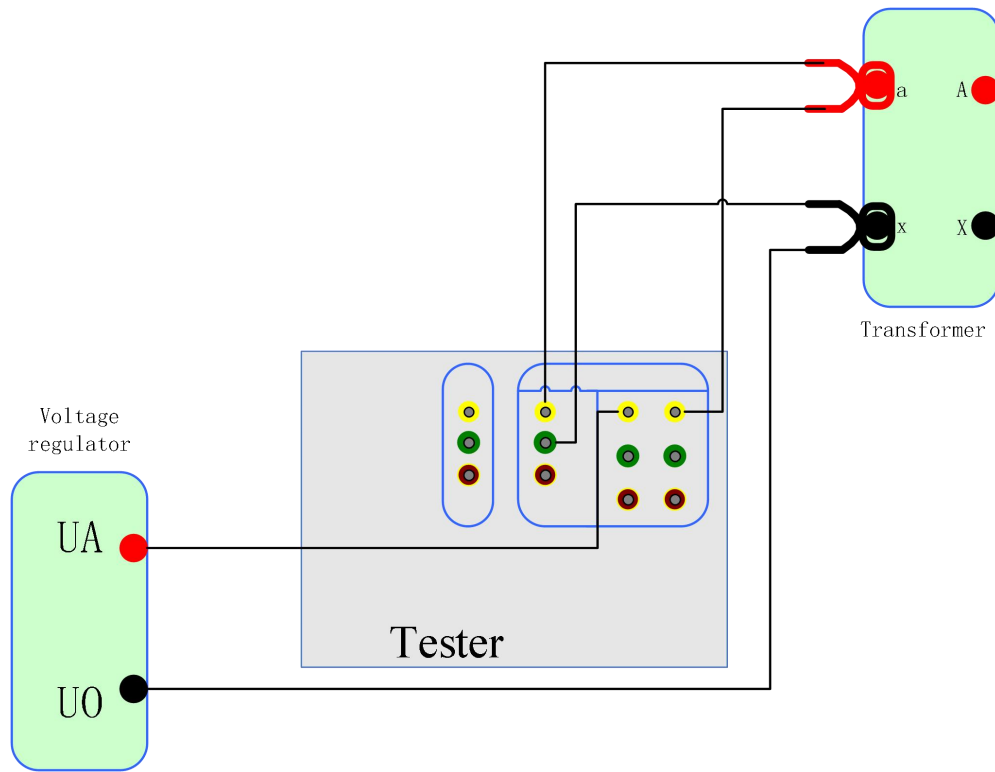 a
A
x
X
Transformer
Voltage
regulator
UA
UO
Tester